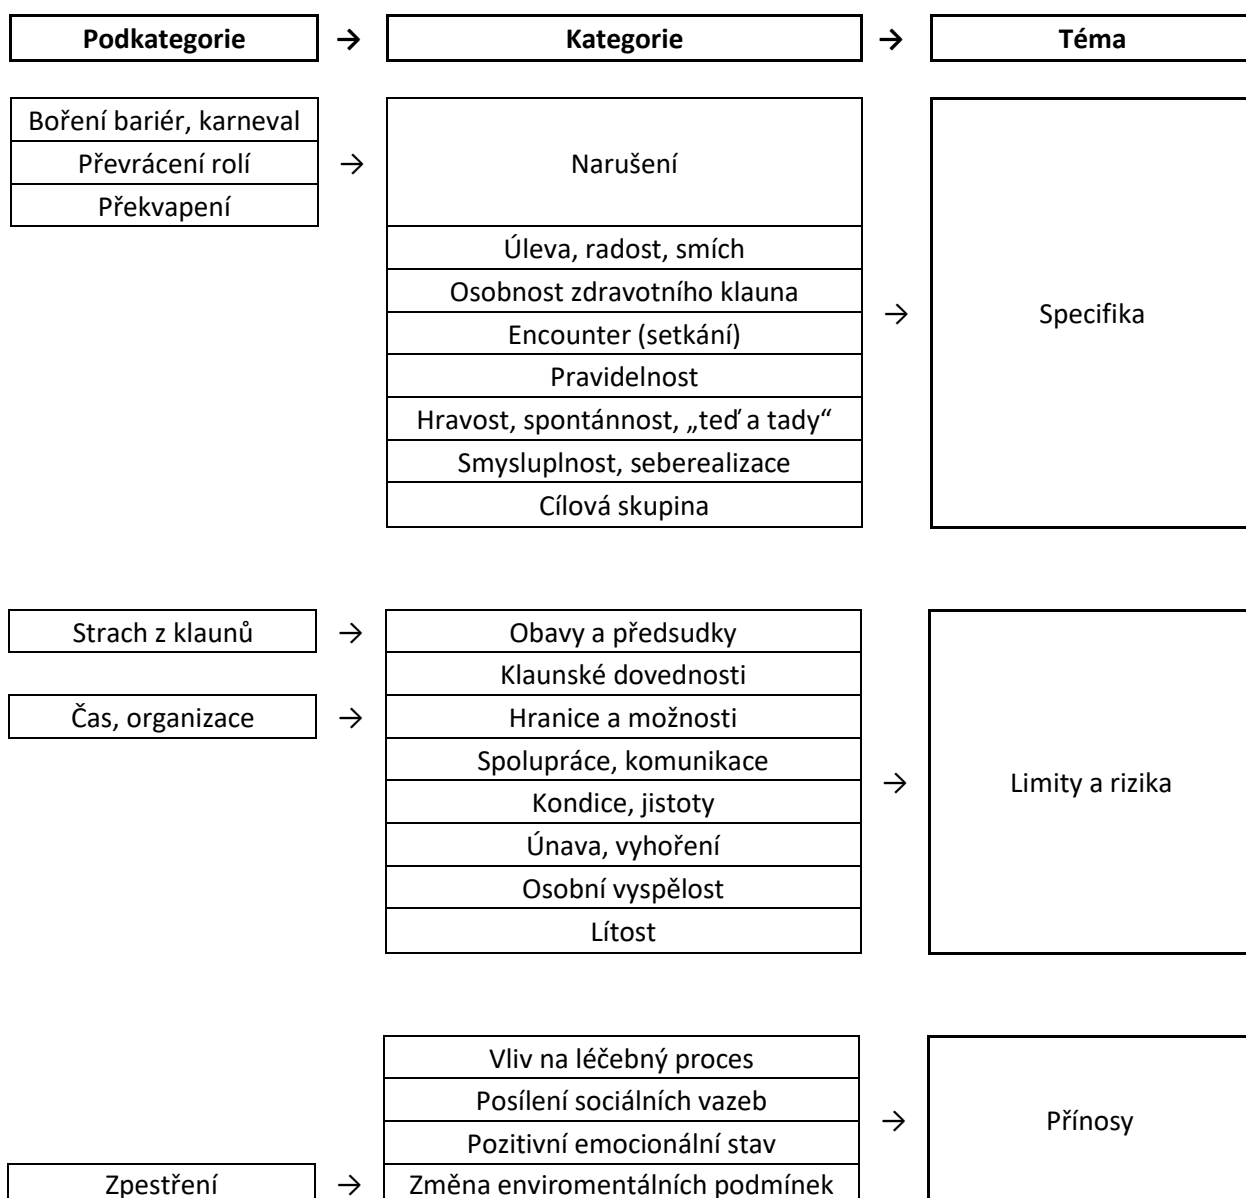 Podkategorie → Kategorie → Téma
Boření bariér, karneval
Převrácení rolí → Narušení
Překvapení
Úleva, radost, smích
Osobnost zdravotního klauna
Encounter (setkání) → Specifika
Pravidelnost
Hravost, spontánnost, „teď a tady“
Smysluplnost, seberealizace
Cílová skupina
Strach z klaunů → Obavy a předsudky
Klaunské dovednosti
Čas, organizace → Hranice a možnosti
Spolupráce, komunikace → Limity a rizika
Kondice, jistoty
Únava, vyhoření
Osobní vyspělost
Lítost
Vliv na léčebný proces
Posílení sociálních vazeb → Přínosy
Pozitivní emocionální stav
Zpestření → Změna enviromentálních podmínek